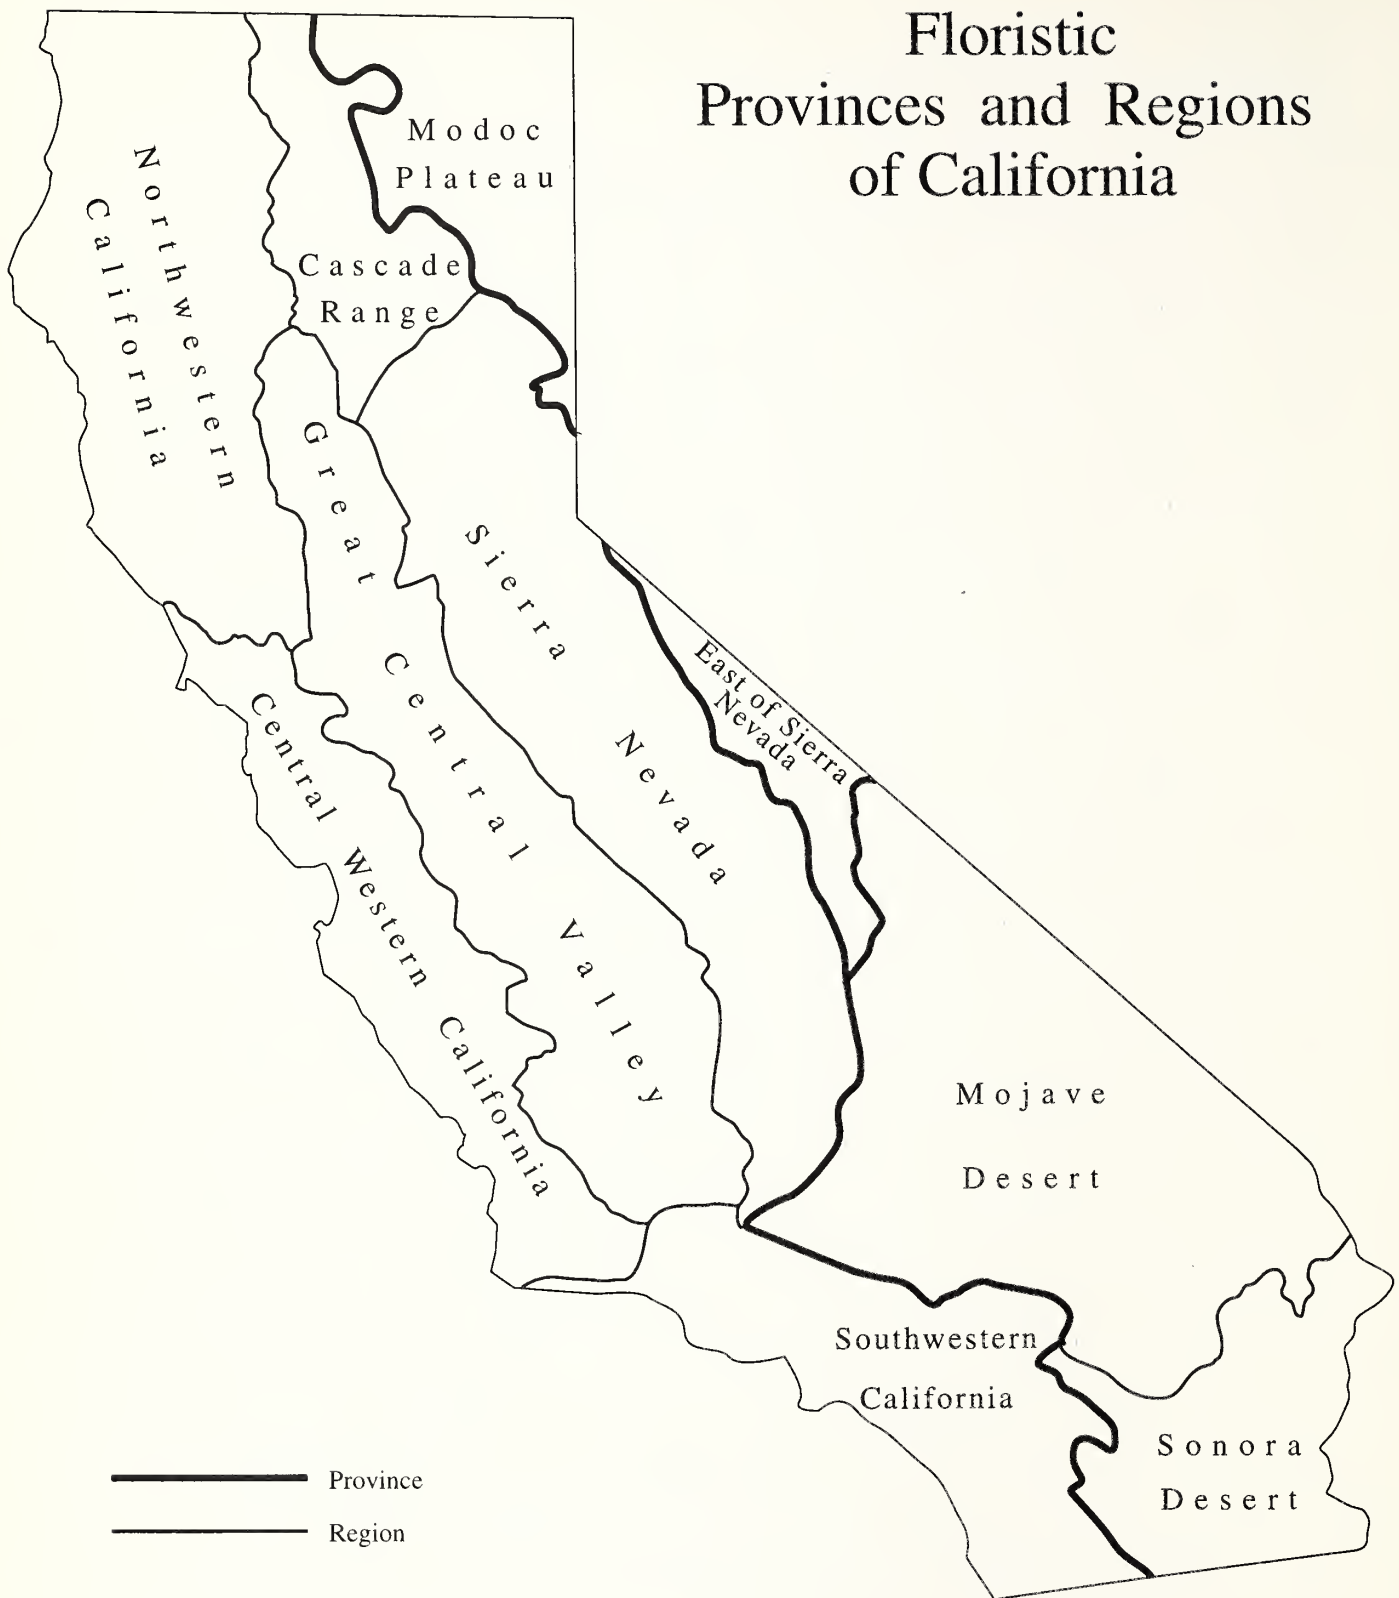 Floristic
Provinces and Regions
of California
Modoc
Plateau
Northwestern
California
Cascade
Range
Great Central Valley
Sierra Nevada
East of Sierra
Nevada
Central Western California
Mojave
Desert
Southwestern
California
Sonora
Desert
Province
Region